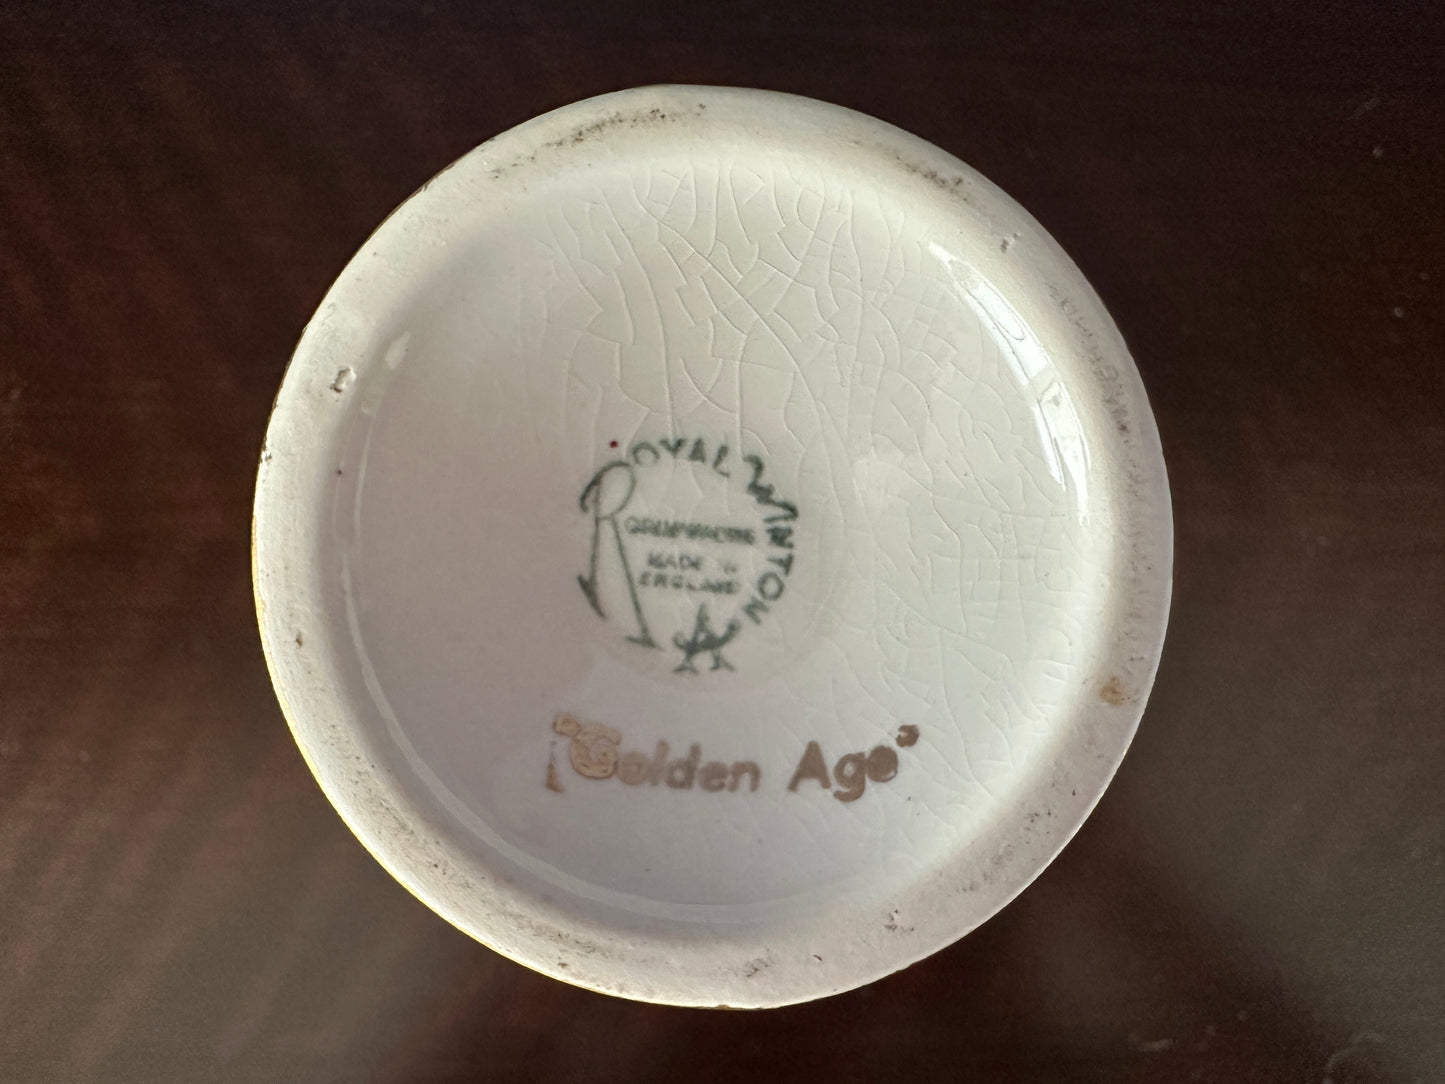 ROYAL WINTON
GRIMWADES
MADE IN
ENGLAND
"Golden Age"